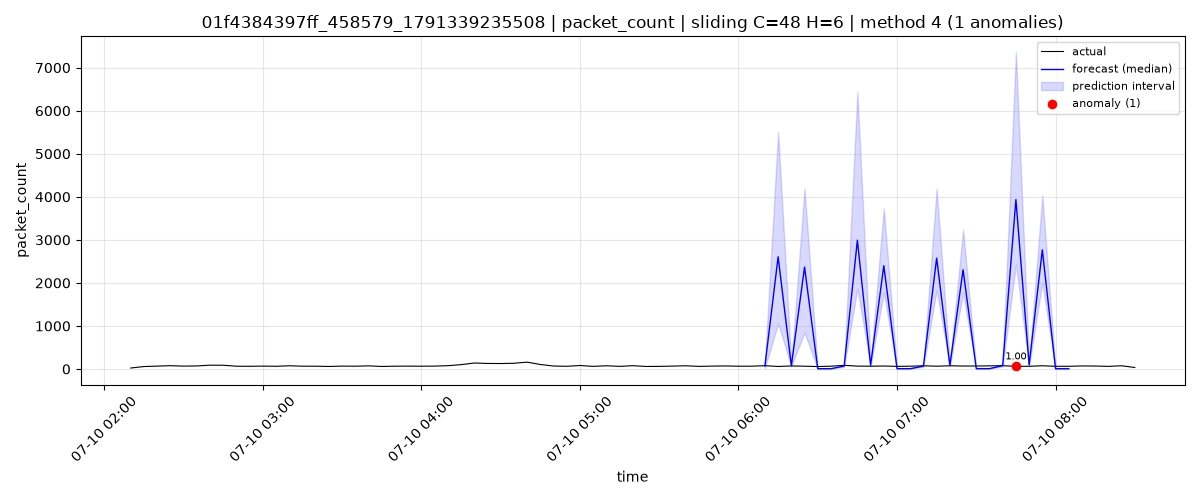 01f4384397ff_458579_1791339235508 | packet_count | sliding C=48 H=6 | method 4 (1 anomalies)
actual
forecast (median)
prediction interval
anomaly (1)
7000
6000
5000
4000
3000
2000
1000
0
packet_count
1.00
07-10 02:00
07-10 03:00
07-10 04:00
07-10 05:00
07-10 06:00
07-10 07:00
07-10 08:00
time